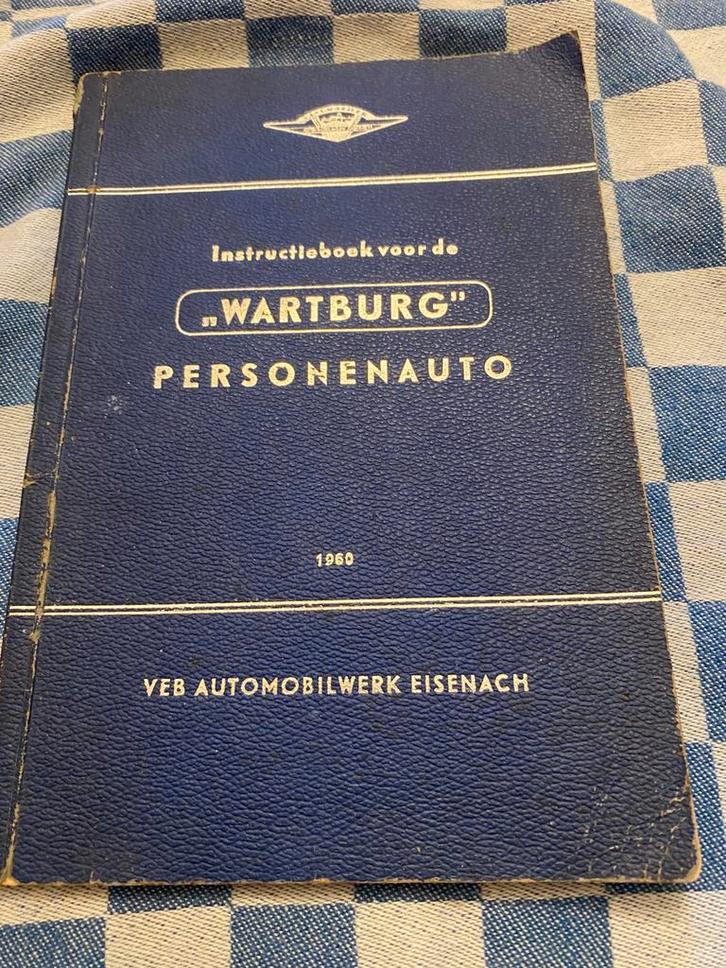 Instructieboek voor de
„WARTBURG"
PERSONENAUTO
1960
VEB AUTOMOBILWERK EISENACH